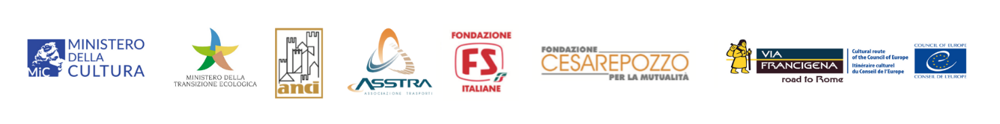 MiC
MINISTERO
DELLA
CULTURA
MINISTERO DELLA
TRANSIZIONE ECOLOGICA
anci
ASSTRA
ASSOCIAZIONE TRASPORTI
FONDAZIONE
FS
ITALIANE
FONDAZIONE
CESAREPOZZO
PER LA MUTUALITÀ
VIA
FRANCIGENA
road to Rome
Cultural route
of the Council of Europe
Itinéraire culturel
du Conseil de l'Europe
COUNCIL OF EUROPE
CONSEIL DE L'EUROPE